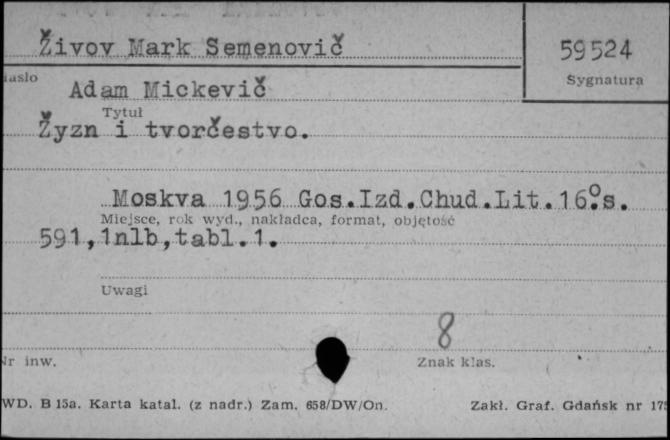 Živov Mark Semenovič
59524
Sygnatura
Adam Mickevič
Tytuł
Žyzn i tvorčestvo.
Moskva 1956 Gos.Izd.Chud.Lit.16°.s.
Miejsce, rok wyd., nakładca, format, objętość
591,1nlb,tabl.1.
Uwagi
8
Nr inw.
Znak klas.
WD. B 15a. Karta katal. (z nadr.) Zam. 658/DW/On.
Zakł. Graf. Gdańsk nr